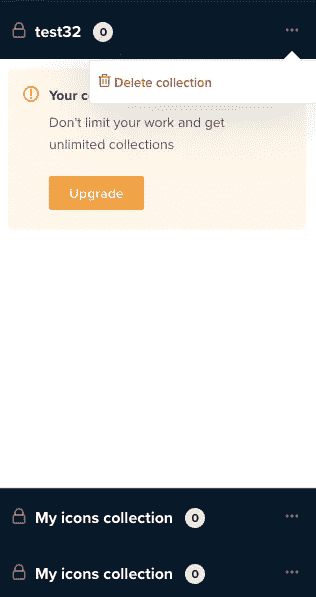 test32 0
Delete collection
Your c
Don't limit your work and get
unlimited collections
Upgrade
My icons collection 0
My icons collection 0